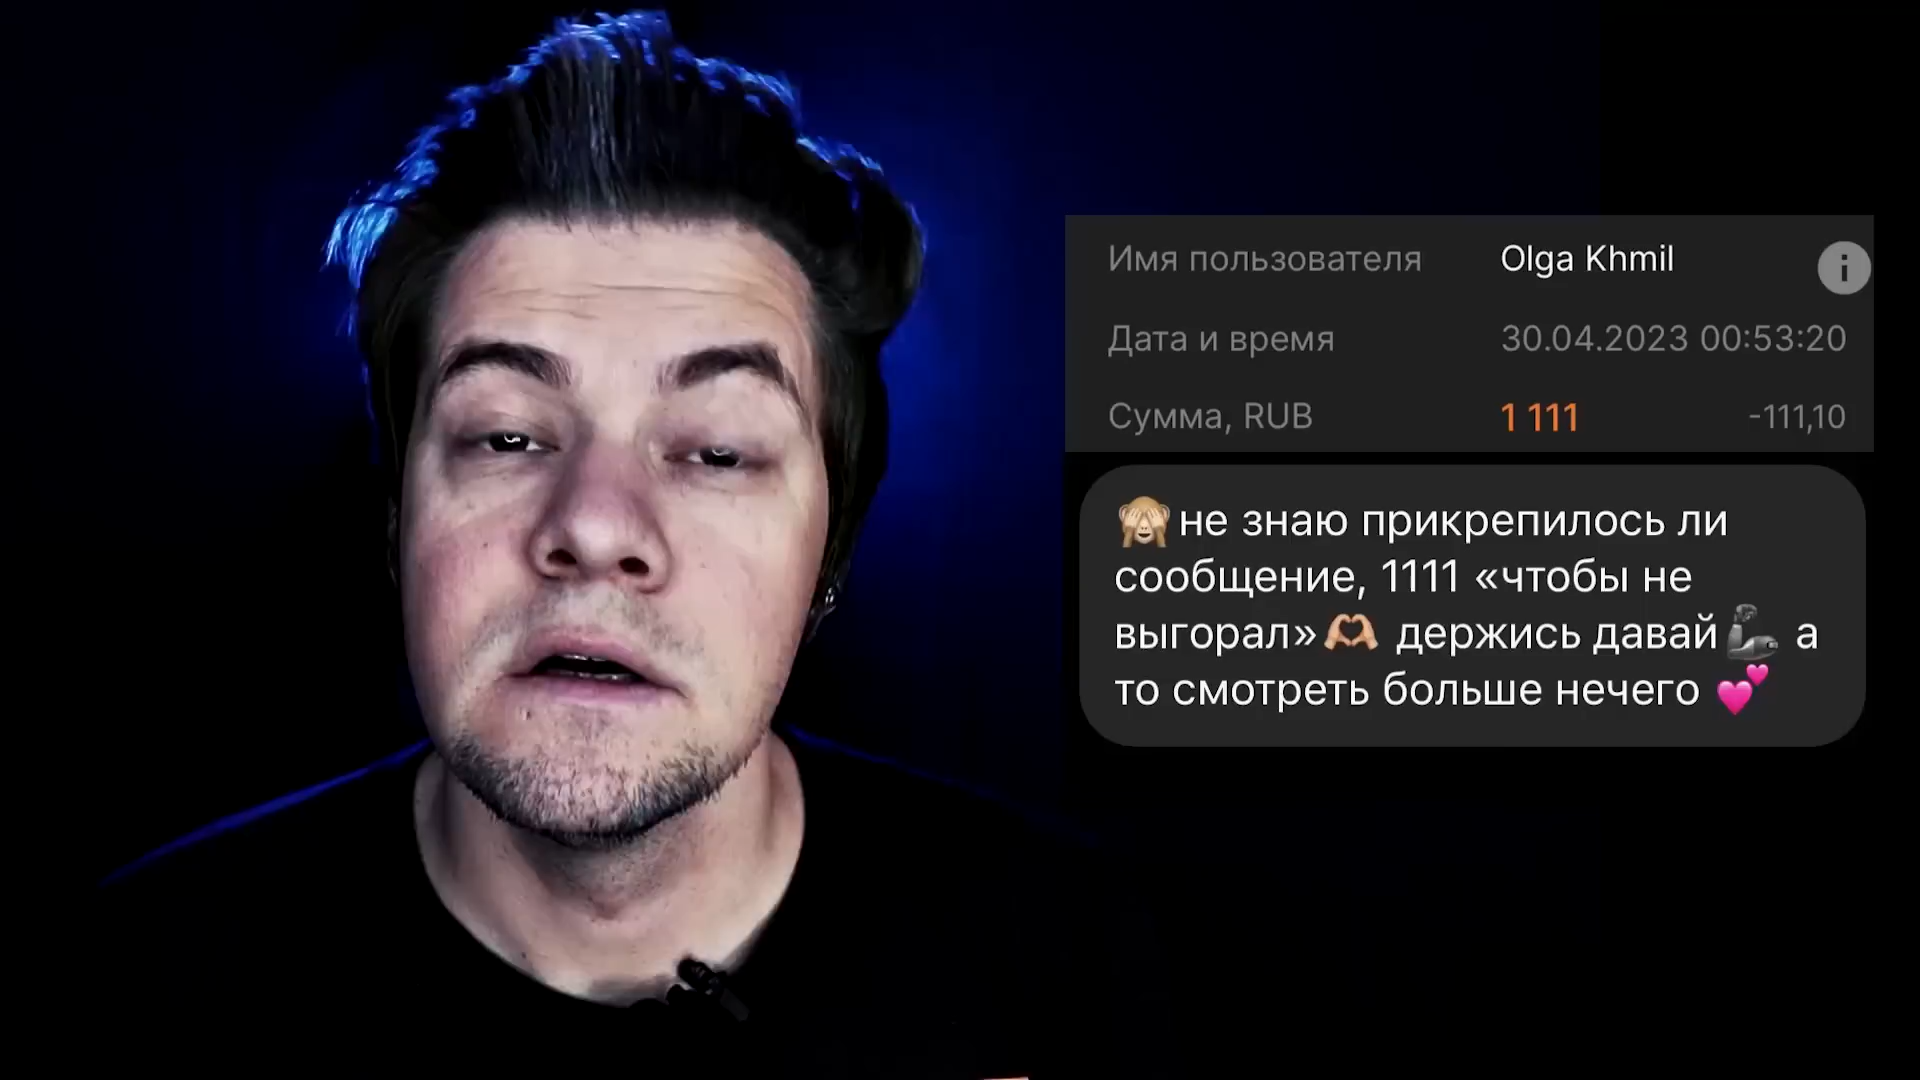 Имя пользователя Olga Khmil
Дата и время 30.04.2023 00:53:20
Сумма, RUB 1 111 -111,10
🙈не знаю прикрепилось ли
сообщение, 1111 «чтобы не
выгорал»🫶🏼 держись давай🦾 а
то смотреть больше нечего 💕